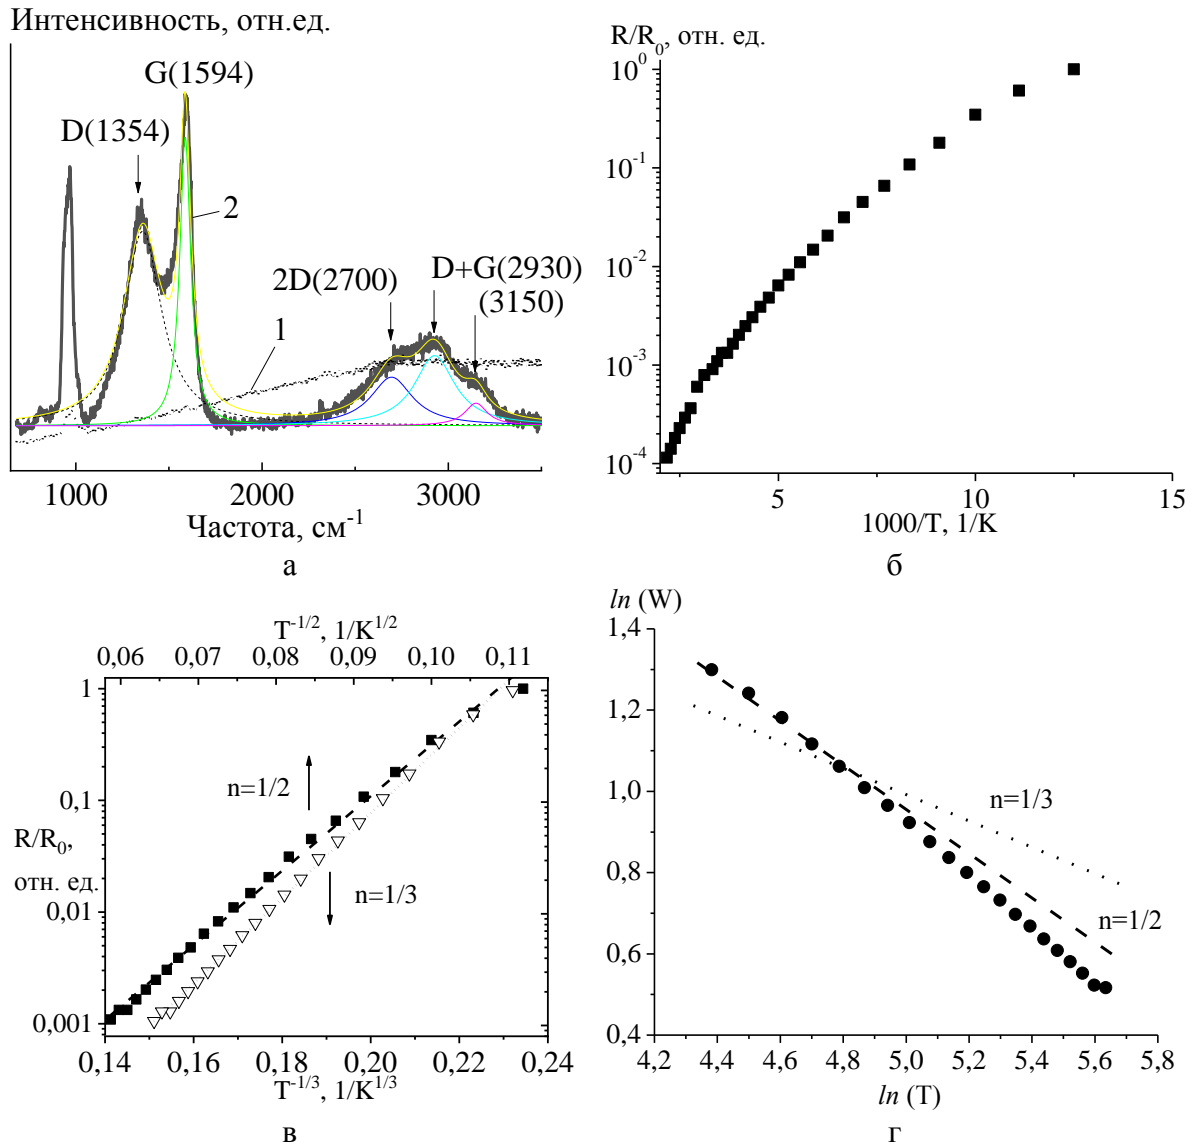 Интенсивность, отн.ед.
G(1594)
D(1354)
2
2D(2700)
D+G(2930)
(3150)
1
1000 2000 3000
Частота, см⁻¹
а
R/R₀, отн. ед.
10⁰
10⁻¹
10⁻²
10⁻³
10⁻⁴
5 10 15
1000/T, 1/K
б
T⁻¹/², 1/K¹/²
0,06 0,07 0,08 0,09 0,10 0,11
1
0,1
0,01
0,001
R/R₀,
отн. ед.
n=1/2
n=1/3
0,14 0,16 0,18 0,20 0,22 0,24
T⁻¹/³, 1/K¹/³
в
ln (W)
1,4
1,2
1,0
0,8
0,6
0,4
n=1/3
n=1/2
4,2 4,4 4,6 4,8 5,0 5,2 5,4 5,6 5,8
ln (T)
г